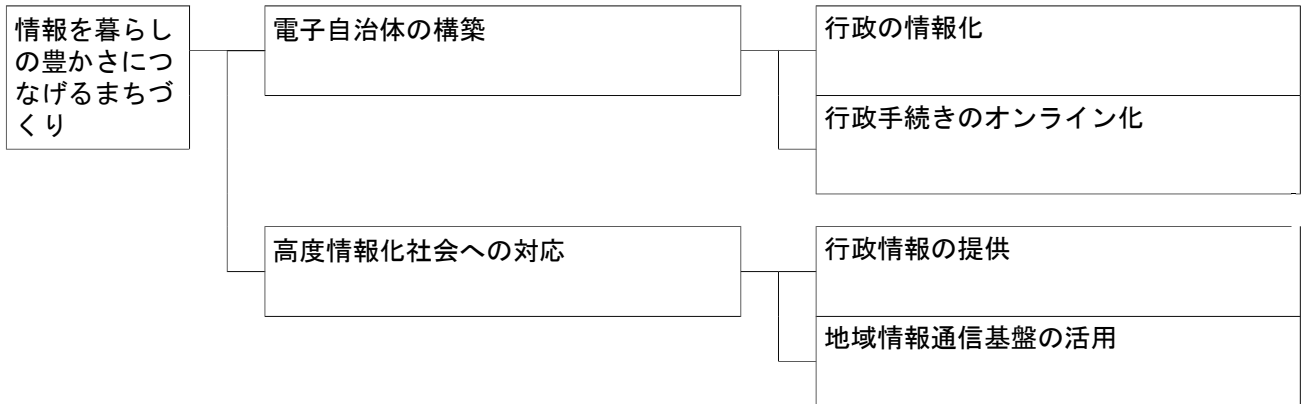 情報を暮らし
の豊かさにつ
なげるまちづ
くり
電子自治体の構築
行政の情報化
行政手続きのオンライン化
高度情報化社会への対応
行政情報の提供
地域情報通信基盤の活用